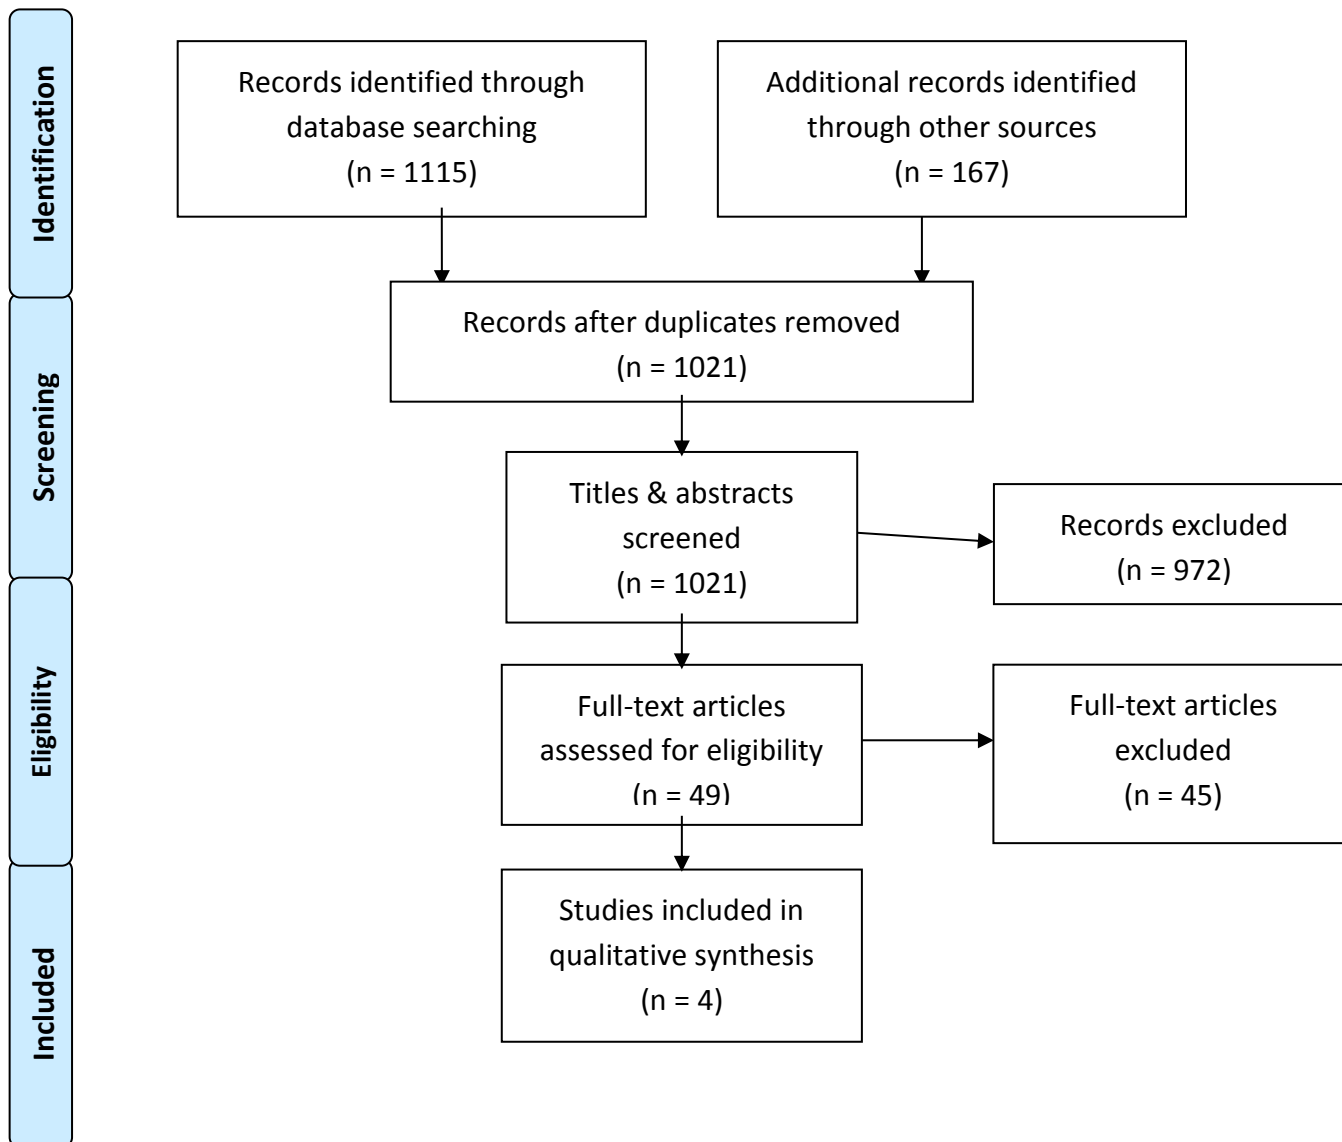 Identification
Records identified through
database searching
(n = 1115)
Additional records identified
through other sources
(n = 167)
Records after duplicates removed
(n = 1021)
Screening
Titles & abstracts
screened
(n = 1021)
Records excluded
(n = 972)
Eligibility
Full-text articles
assessed for eligibility
(n = 49)
Full-text articles
excluded
(n = 45)
Included
Studies included in
qualitative synthesis
(n = 4)